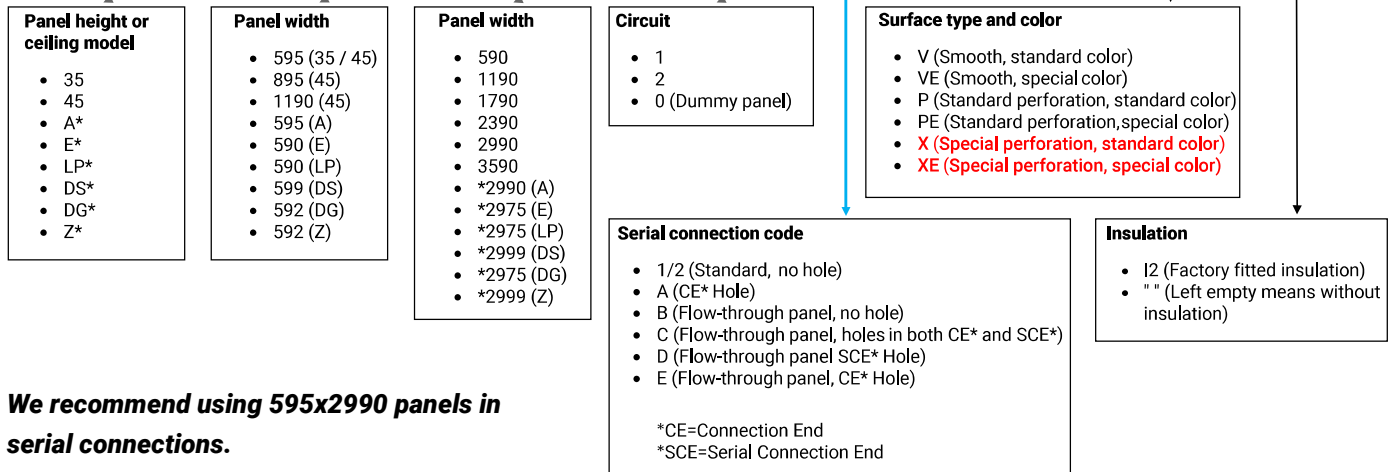 Panel height or
ceiling model
• 35
• 45
• A*
• E*
• LP*
• DS*
• DG*
• Z*
Panel width
• 595 (35 / 45)
• 895 (45)
• 1190 (45)
• 595 (A)
• 590 (E)
• 590 (LP)
• 599 (DS)
• 592 (DG)
• 592 (Z)
Panel width
• 590
• 1190
• 1790
• 2390
• 2990
• 3590
• *2990 (A)
• *2975 (E)
• *2975 (LP)
• *2999 (DS)
• *2975 (DG)
• *2999 (Z)
Circuit
• 1
• 2
• 0 (Dummy panel)
Surface type and color
• V (Smooth, standard color)
• VE (Smooth, special color)
• P (Standard perforation, standard color)
• PE (Standard perforation,special color)
• X (Special perforation, standard color)
• XE (Special perforation, special color)
Serial connection code
• 1/2 (Standard, no hole)
• A (CE* Hole)
• B (Flow-through panel, no hole)
• C (Flow-through panel, holes in both CE* and SCE*)
• D (Flow-through panel SCE* Hole)
• E (Flow-through panel, CE* Hole)
*CE=Connection End
*SCE=Serial Connection End
Insulation
• I2 (Factory fitted insulation)
• " " (Left empty means without
insulation)
We recommend using 595x2990 panels in
serial connections.